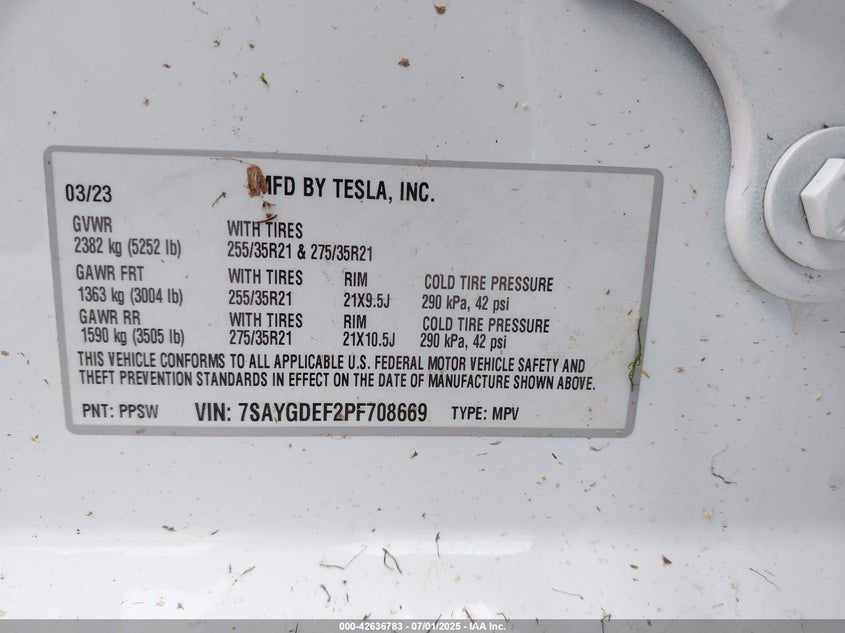 03/23 MFD BY TESLA, INC.
GVWR WITH TIRES
2382 kg (5252 lb) 255/35R21 & 275/35R21
GAWR FRT WITH TIRES RIM COLD TIRE PRESSURE
1363 kg (3004 lb) 255/35R21 21X9.5J 290 kPa, 42 psi
GAWR RR WITH TIRES RIM COLD TIRE PRESSURE
1590 kg (3505 lb) 275/35R21 21X10.5J 290 kPa, 42 psi
THIS VEHICLE CONFORMS TO ALL APPLICABLE U.S. FEDERAL MOTOR VEHICLE SAFETY AND
THEFT PREVENTION STANDARDS IN EFFECT ON THE DATE OF MANUFACTURE SHOWN ABOVE.
PNT: PPSW VIN: 7SAYGDEF2PF708669 TYPE: MPV
000-42636783 - 07/01/2025 - IAA Inc.